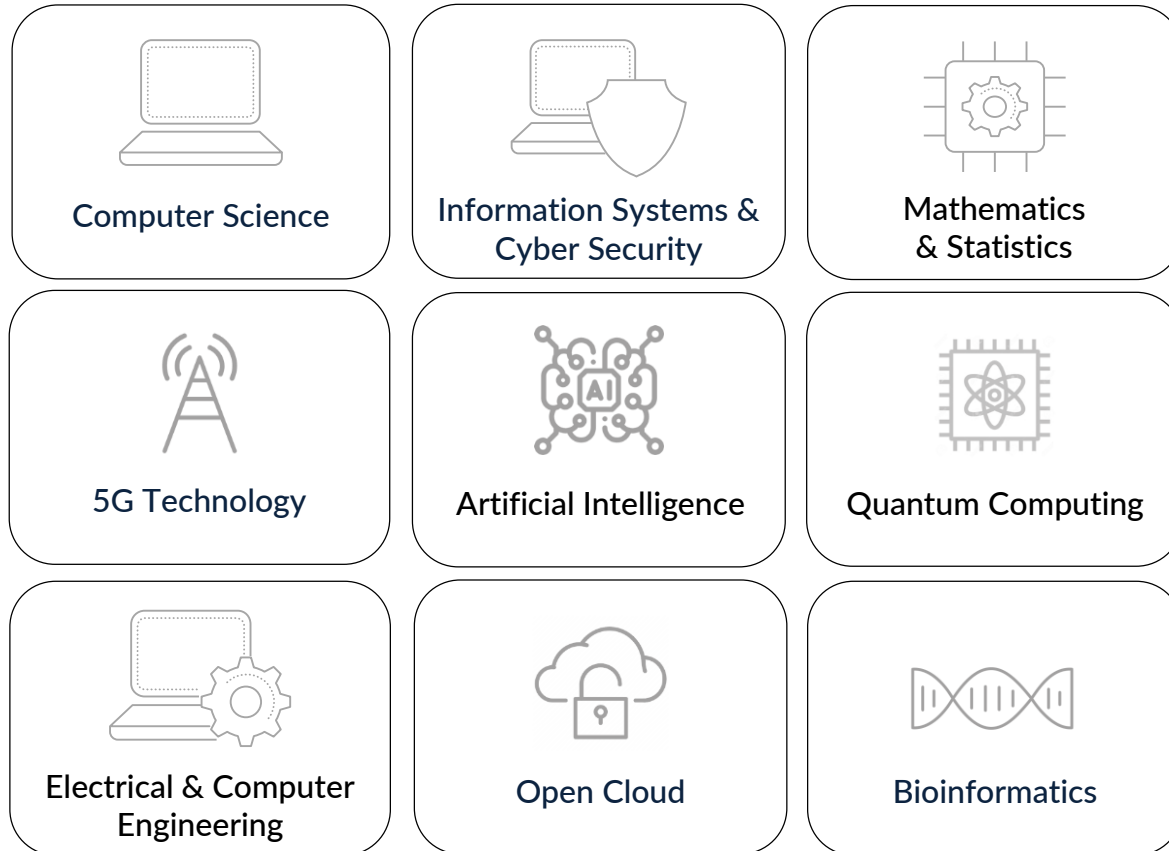 Computer Science
Information Systems &
Cyber Security
Mathematics
& Statistics
5G Technology
AI
Artificial Intelligence
Quantum Computing
Electrical & Computer
Engineering
Open Cloud
Bioinformatics